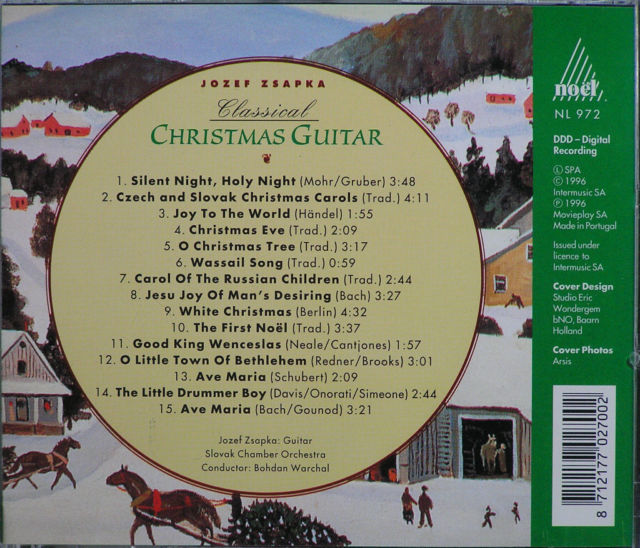 JOZEF ZSAPKA
Classical
CHRISTMAS GUITAR
1. Silent Night, Holy Night (Mohr/Gruber) 3:48
2. Czech and Slovak Christmas Carols (Trad.) 4:11
3. Joy To The World (Händel) 1:55
4. Christmas Eve (Trad.) 2:09
5. O Christmas Tree (Trad.) 3:17
6. Wassail Song (Trad.) 0:59
7. Carol Of The Russian Children (Trad.) 2:44
8. Jesu Joy Of Man's Desiring (Bach) 3:27
9. White Christmas (Berlin) 4:32
10. The First Noël (Trad.) 3:37
11. Good King Wenceslas (Neale/Cantjones) 1:57
12. O Little Town Of Bethlehem (Redner/Brooks) 3:01
13. Ave Maria (Schubert) 2:09
14. The Little Drummer Boy (Davis/Onorati/Simeone) 2:44
15. Ave Maria (Bach/Gounod) 3:21
Jozef Zsapka: Guitar
Slovak Chamber Orchestra
Conductor: Bohdan Warchal
noël
NL 972
DDD – Digital
Recording
Ⓛ SPA
© 1996
Intermusic SA
℗ 1996
Movieplay SA
Made in Portugal
Issued under
licence to
Intermusic SA
Cover Design
Studio Eric
Wondergem
bNO, Baarn
Holland
Cover Photos
Arsis
8 712177 027002